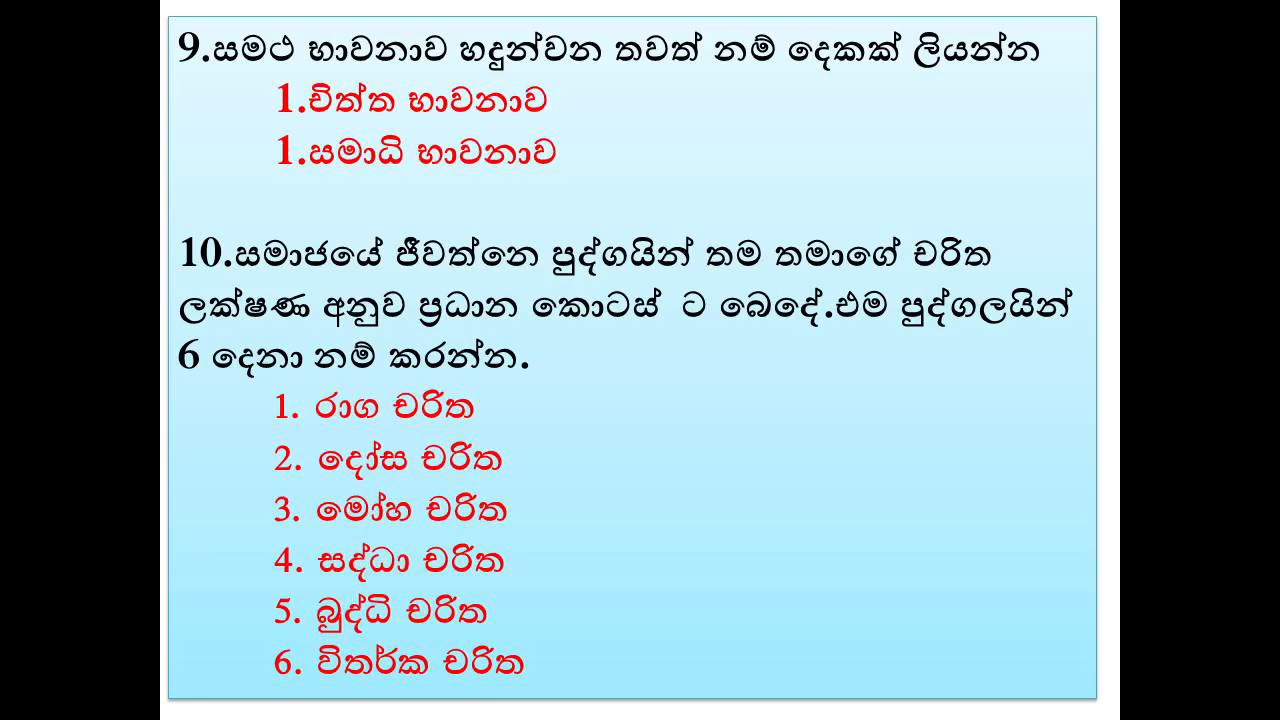 9.සමථ භාවනාව හදුන්වන තවත් නම් දෙකක් ලියන්න
1.චිත්ත භාවනාව
1.සමාධි භාවනාව
10.සමාජයේ ජීවත්නෙ පුද්ගයින් තම තමාගේ චරිත
ලක්ෂණ අනුව ප්‍රධාන කොටස් ට බෙදේ.එම පුද්ගලයින්
6 දෙනා නම් කරන්න.
1. රාග චරිත
2. දෝස චරිත
3. මෝහ චරිත
4. සද්ධා චරිත
5. බුද්ධි චරිත
6. විතර්ක චරිත